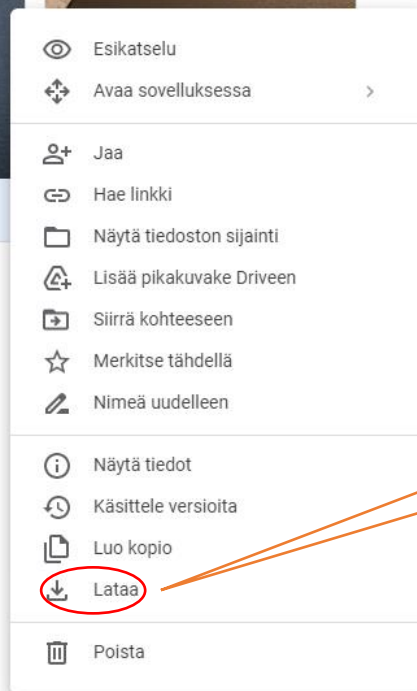 Esikatselu
Avaa sovelluksessa
Jaa
Hae linkki
Näytä tiedoston sijainti
Lisää pikakuvake Driveen
Siirrä kohteeseen
Merkitse tähdellä
Nimeä uudelleen
Näytä tiedot
Käsittele versioita
Luo kopio
Lataa
Poista